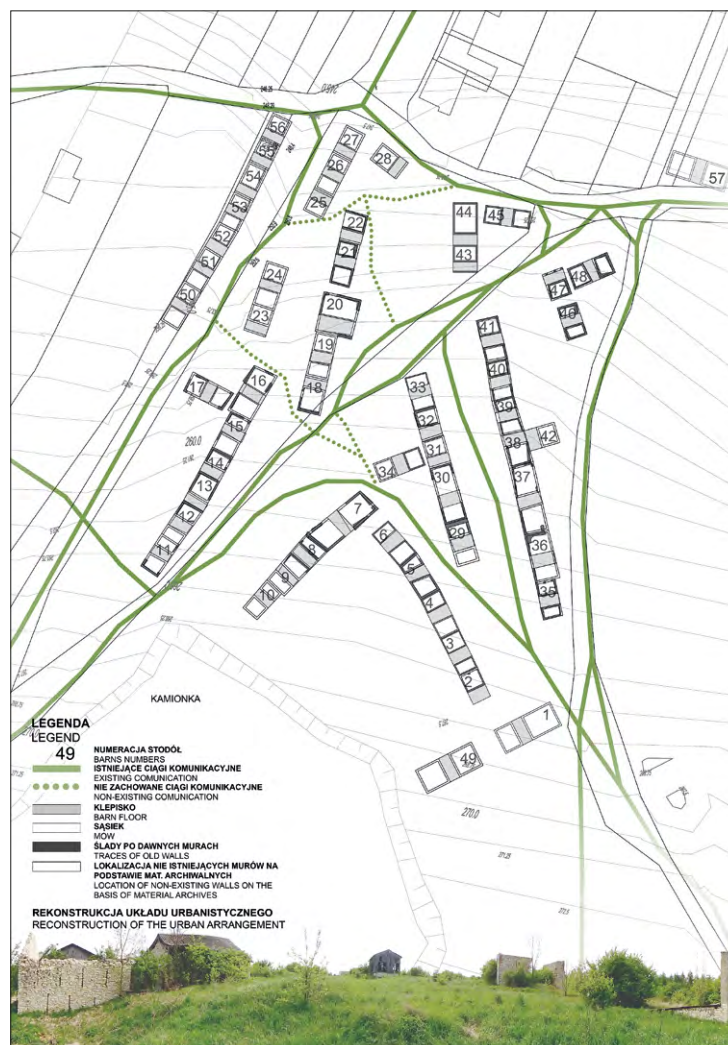 56
55
54
53
52
51
50
27
26
25
28
22
21
20
19
18
24
23
17
16
15
14
13
12
11
44
43
45
57
47
48
46
41
40
39
38
42
37
36
35
33
32
31
30
29
34
260.0
7
8
9
10
6
5
4
3
2
1
49
270.0
KAMIONKA
LEGENDA
LEGEND
49 NUMERACJA STODÓŁ
BARNS NUMBERS
ISTNIEJĄCE CIĄGI KOMUNIKACYJNE
EXISTING COMUNICATION
NIE ZACHOWANE CIĄGI KOMUNIKACYJNE
NON-EXISTING COMUNICATION
KLEPISKO
BARN FLOOR
SĄSIEK
MOW
ŚLADY PO DAWNYCH MURACH
TRACES OF OLD WALLS
LOKALIZACJA NIE ISTNIEJĄCYCH MURÓW NA
PODSTAWIE MAT. ARCHIWALNYCH
LOCATION OF NON-EXISTING WALLS ON THE
BASIS OF MATERIAL ARCHIVES
REKONSTRUKCJA UKŁADU URBANISTYCZNEGO
RECONSTRUCTION OF THE URBAN ARRANGEMENT